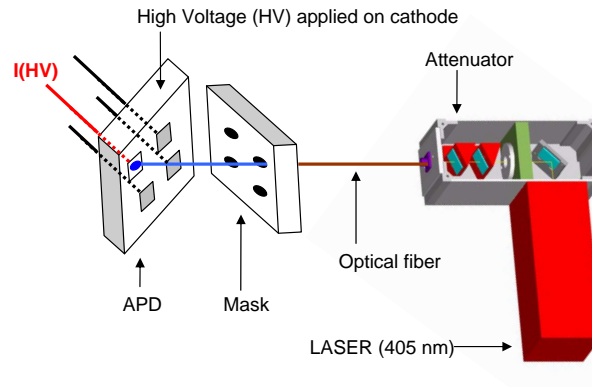 High Voltage (HV) applied on cathode
Attenuator
I(HV)
Optical fiber
APD
Mask
LASER (405 nm)